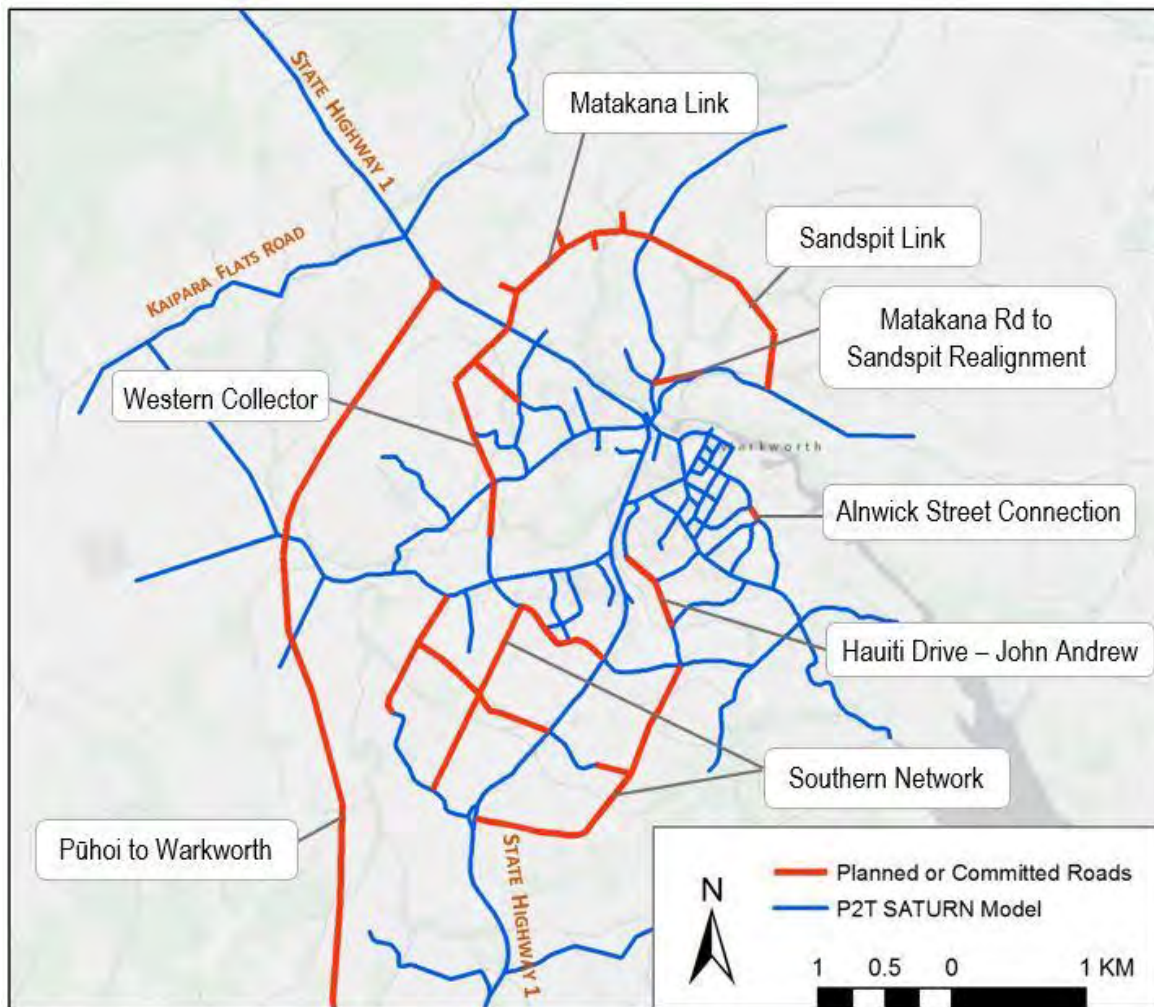 STATE HIGHWAY 1
Matakana Link
Sandspit Link
KAIPARA FLATS ROAD
Matakana Rd to
Sandspit Realignment
Western Collector
Alnwick Street Connection
Hauiti Drive – John Andrew
Southern Network
Pūhoi to Warkworth
STATE HIGHWAY 1
N
Planned or Committed Roads
P2T SATURN Model
1 0.5 0 1 KM